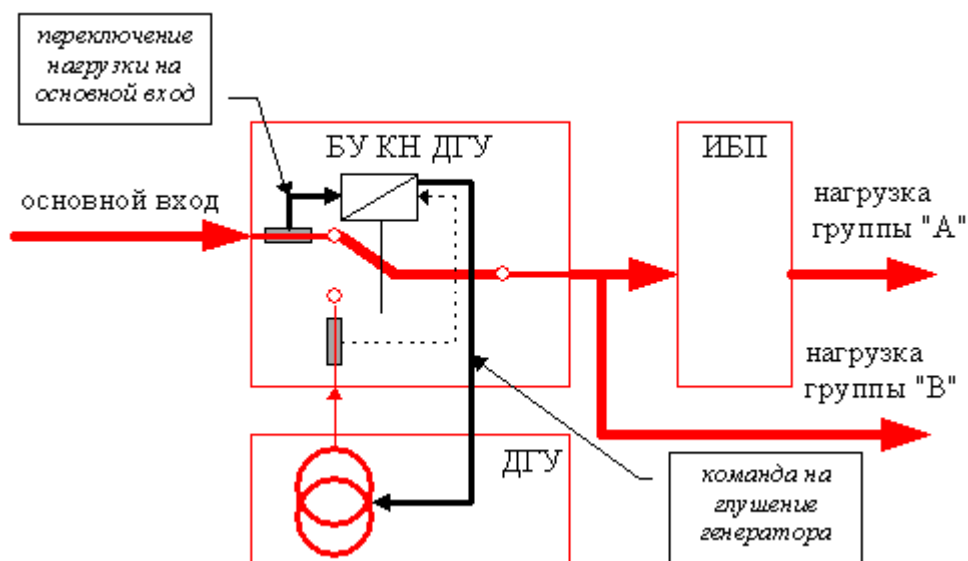 переключение
нагрузки на
основной вход
БУ КН ДГУ
ИБП
основной вход
нагрузка
группы "А"
нагрузка
группы "В"
ДГУ
команда на
глушение
генератора